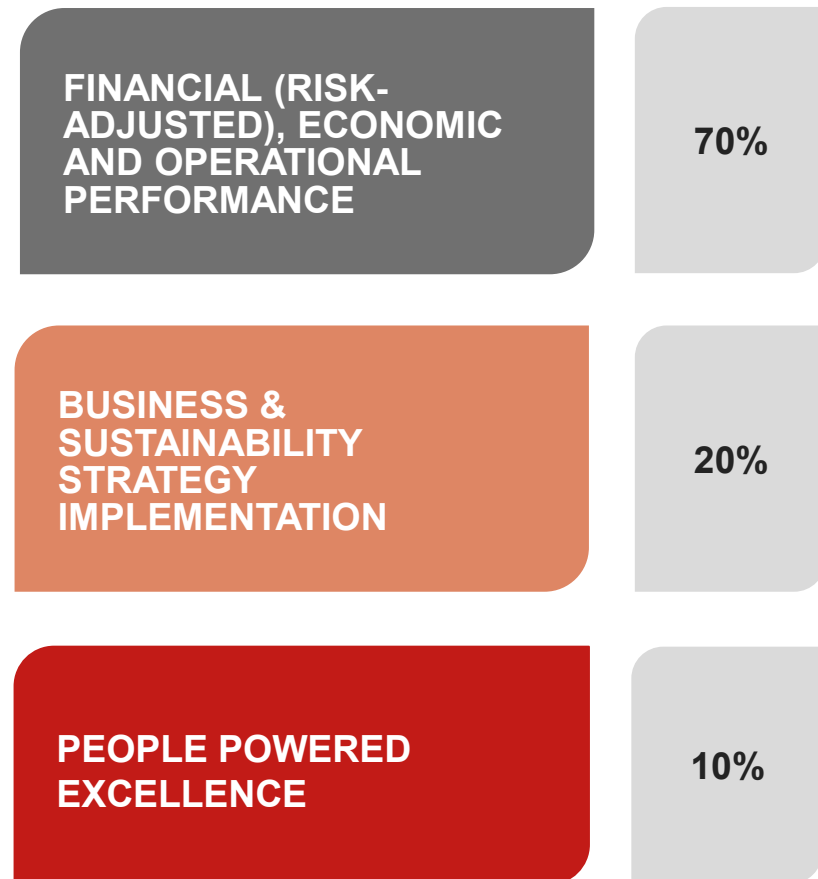 FINANCIAL (RISK-
ADJUSTED), ECONOMIC
AND OPERATIONAL
PERFORMANCE
70%
BUSINESS &
SUSTAINABILITY
STRATEGY
IMPLEMENTATION
20%
PEOPLE POWERED
EXCELLENCE
10%